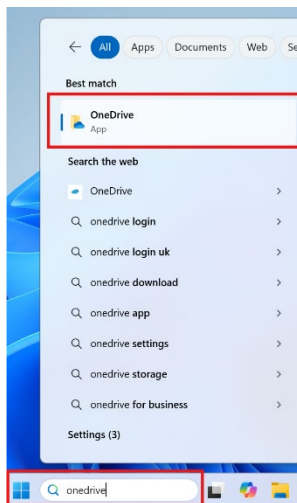 All Apps Documents Web Se
Best match
OneDrive
App
Search the web
OneDrive
onedrive login
onedrive login uk
onedrive download
onedrive app
onedrive settings
onedrive storage
onedrive for business
Settings (3)
onedrive